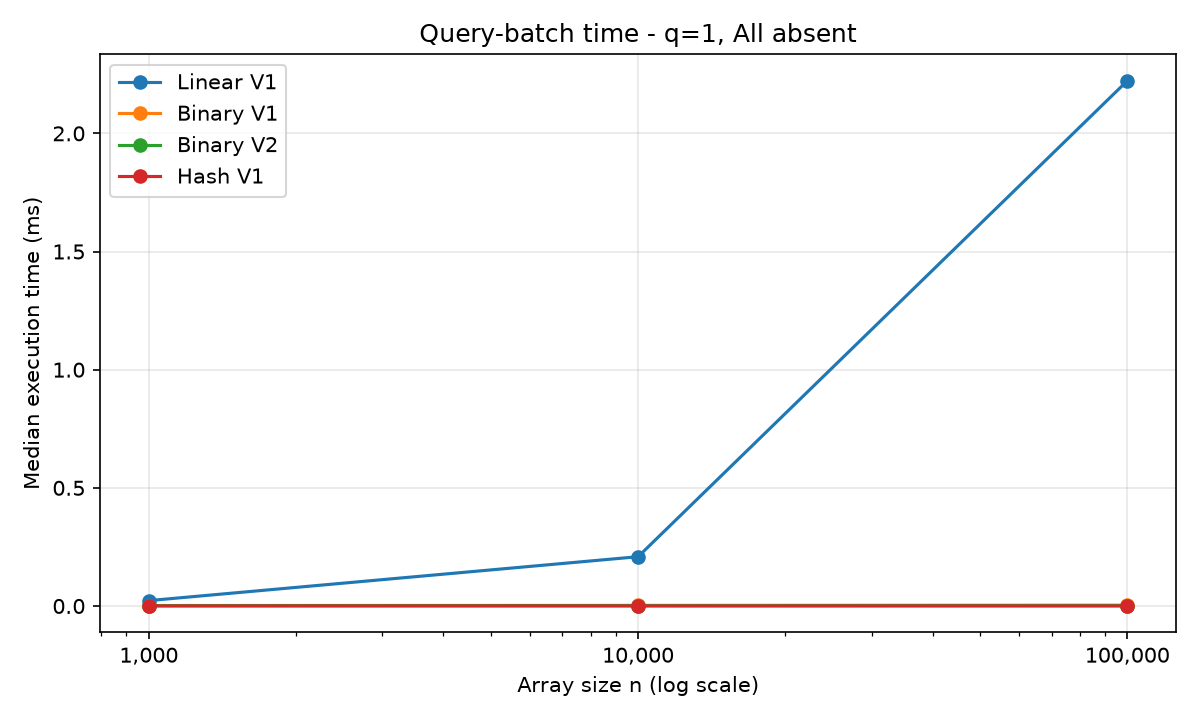 Query-batch time - q=1, All absent
Linear V1
Binary V1
Binary V2
Hash V1
Median execution time (ms)
2.0
1.5
1.0
0.5
0.0
1,000
10,000
100,000
Array size n (log scale)